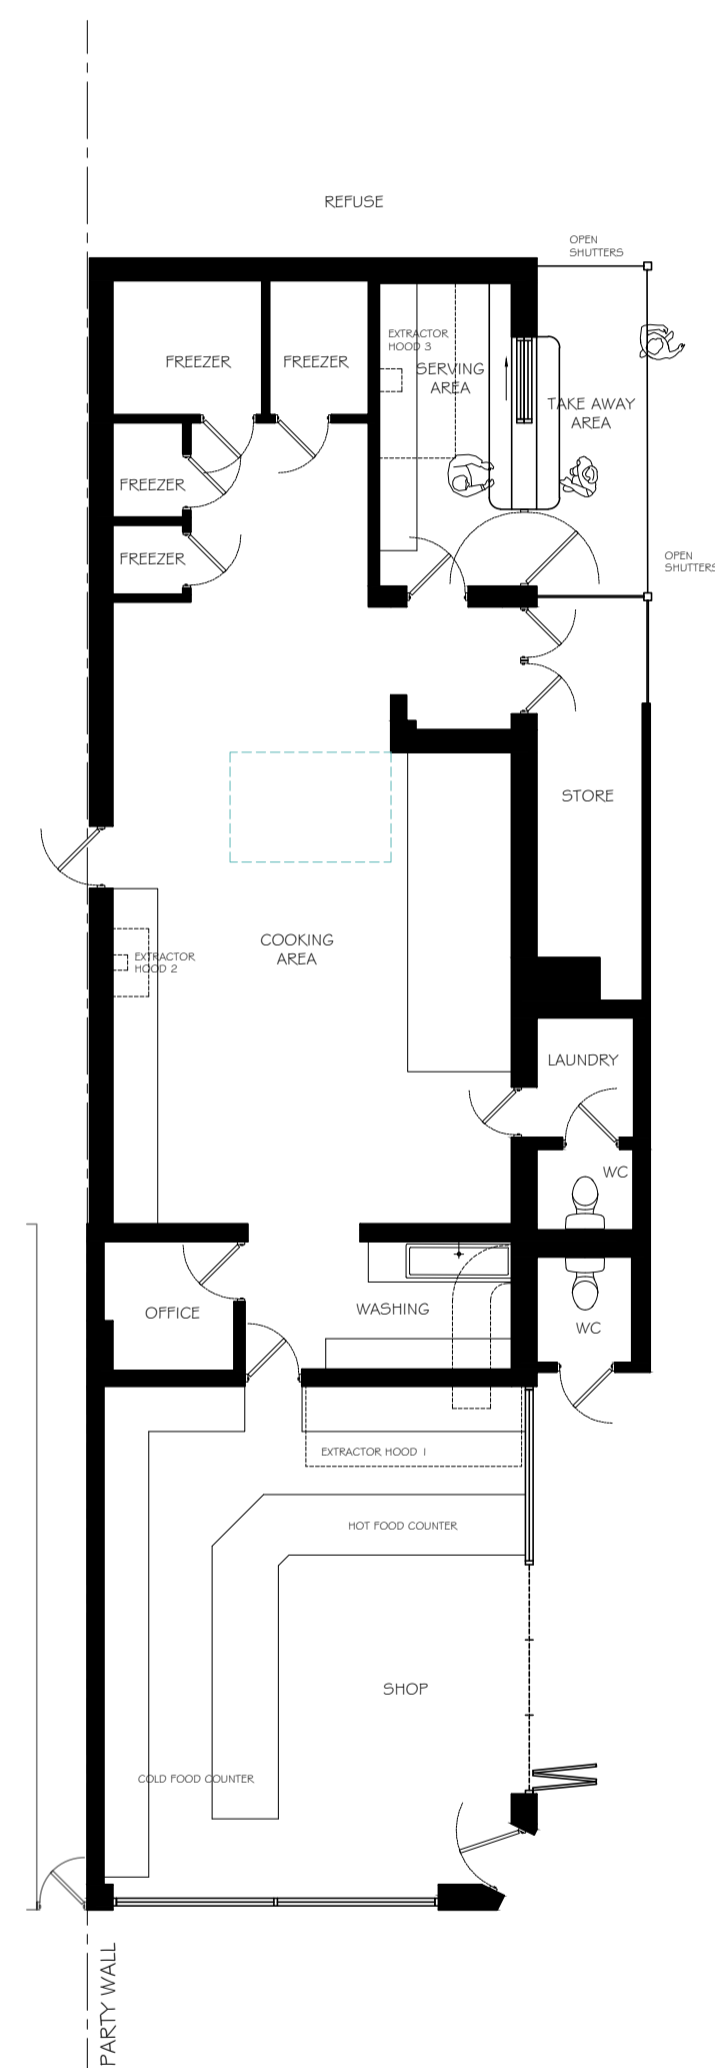 REFUSE
OPEN
SHUTTERS
EXTRACTOR
HOOD 3
FREEZER
FREEZER
SERVING
AREA
TAKE AWAY
AREA
FREEZER
FREEZER
OPEN
SHUTTERS
STORE
COOKING
AREA
EXTRACTOR
HOOD 2
LAUNDRY
WC
OFFICE
WASHING
WC
EXTRACTOR HOOD 1
HOT FOOD COUNTER
SHOP
COLD FOOD COUNTER
PARTY WALL